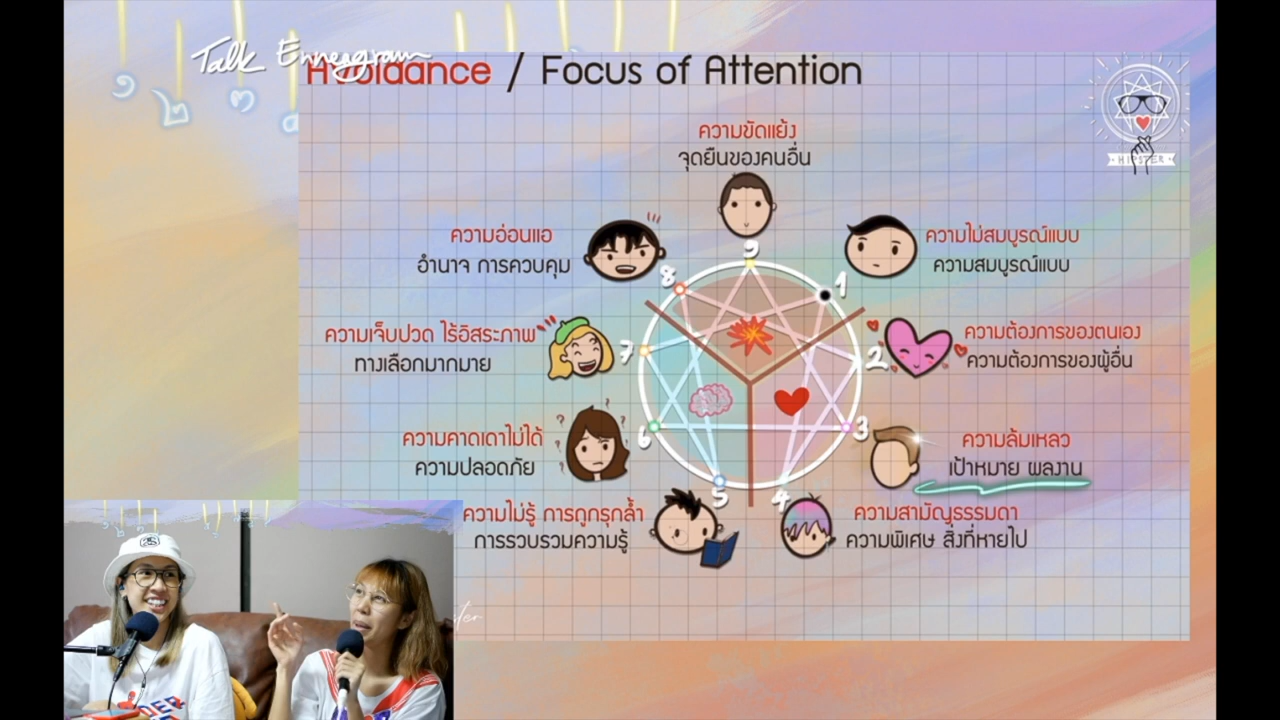 Talk Enneagram
๑
๒
๓
Avoidance / Focus of Attention
HIPSTER
ความขัดแย้ง
จุดยืนของคนอื่น
ความอ่อนแอ
อำนาจ การควบคุม
ความไม่สมบูรณ์แบบ
ความสมบูรณ์แบบ
9
8
1
ความเจ็บปวด ไร้อิสระภาพ
ทางเลือกมากมาย
7
2
ความต้องการของตนเอง
ความต้องการของผู้อื่น
ความคาดเดาไม่ได้
ความปลอดภัย
6
3
ความล้มเหลว
เป้าหมาย ผลงาน
ความไม่รู้ การถูกรุกล้ำ
การรวบรวมความรู้
5
4
ความสามัญธรรมดา
ความพิเศษ สิ่งที่หายไป